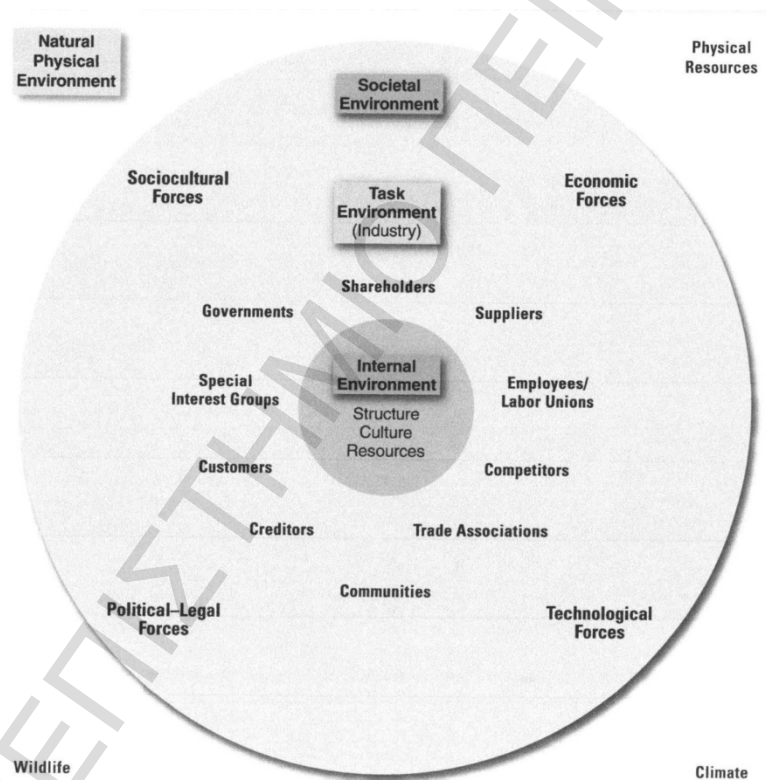 Natural
Physical
Environment
Physical
Resources
Societal
Environment
Sociocultural
Forces
Economic
Forces
Task
Environment
(Industry)
Shareholders
Governments
Suppliers
Internal
Environment
Special
Interest Groups
Employees/
Labor Unions
Structure
Culture
Resources
Customers
Competitors
Creditors
Trade Associations
Communities
Political–Legal
Forces
Technological
Forces
Wildlife
Climate
ΕΠΙΣΤΗΜΙΟ ΠΕΙ